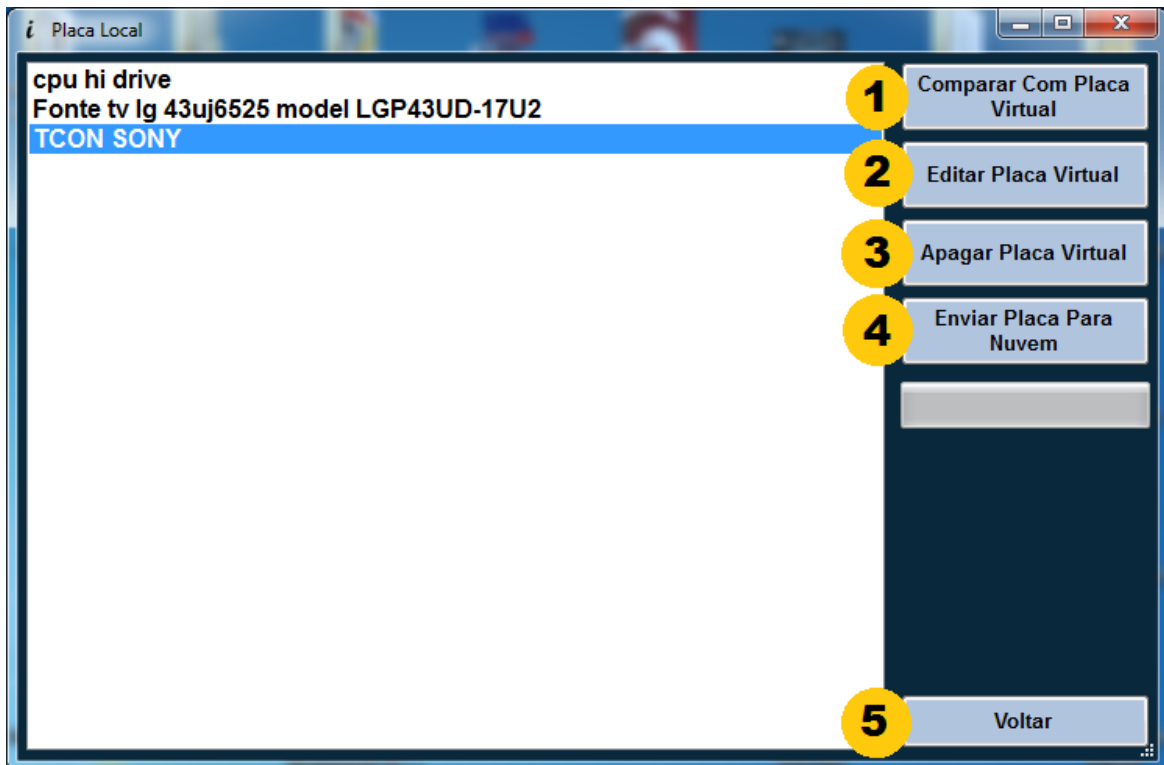 i Placa Local
cpu hi drive
Fonte tv lg 43uj6525 model LGP43UD-17U2
TCON SONY
1
Comparar Com Placa
Virtual
2
Editar Placa Virtual
3
Apagar Placa Virtual
4
Enviar Placa Para
Nuvem
5
Voltar